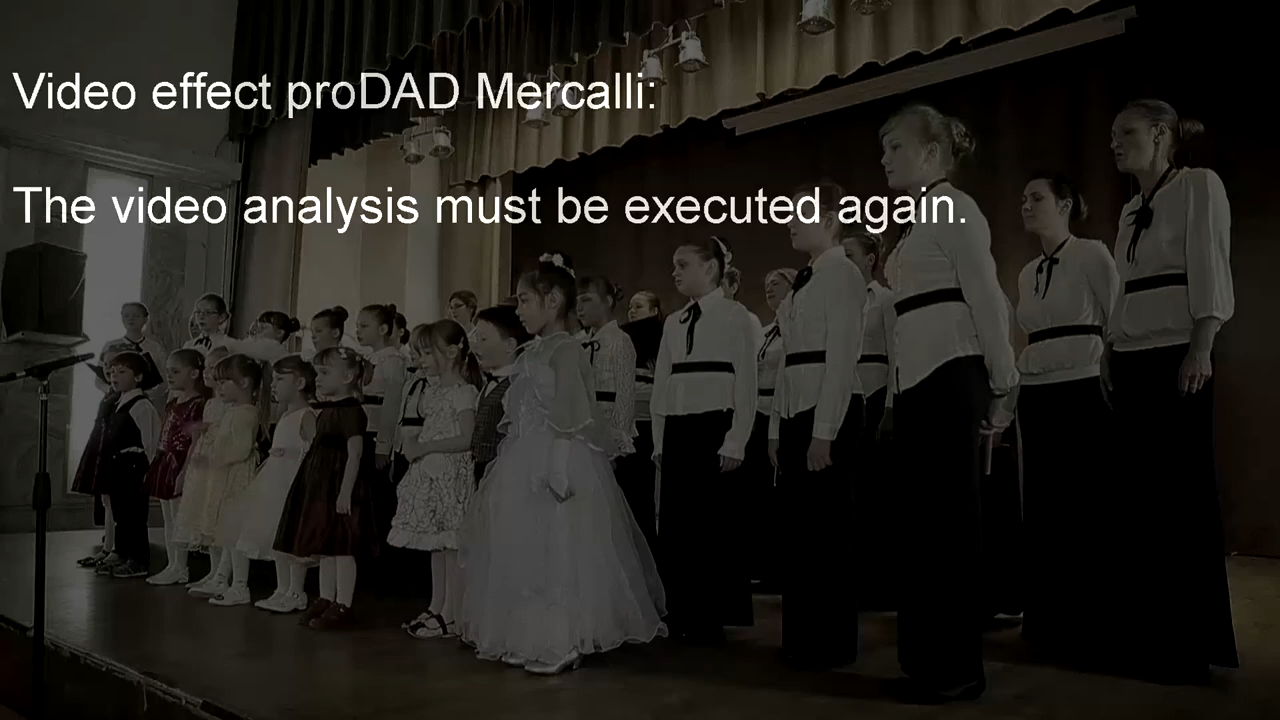 Video effect proDAD Mercalli:
The video analysis must be executed again.